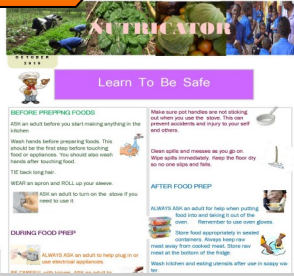 NUTRICATOR
OCTOBER
2010
Learn To Be Safe
BEFORE PREPPNG FOODS
ASK an adult before you start making anything in the
kitchen.
Wash hands before preparing foods. This
should be the first step before touching
food or appliances. You should also wash
hands after touching food.
TIE back long hair.
WEAR an apron and ROLL up your sleeve.
ASK an adult to turn on the stove if you
need to use it
DURING FOOD PREP
ALWAYS ASK an adult to help plug in or
use electrical appliances.
Make sure pot handles are not sticking
out when you use the stove. This can
prevent accidents and injury to your self
and others.
Clean spills and messes as you go on.
Wipe spills immediately. Keep the floor dry
so no one slips and falls.
AFTER FOOD PREP
ALWAYS ASK an adult for help when putting
food into and taking it out of the
oven. Remember to use oven gloves.
Store food appropriately in sealed
containers. Always keep raw
meat away from cooked meat. Store raw
meat at the bottom of the fridge
Wash kitchen and eating utensils after use in soapy wa-
ter